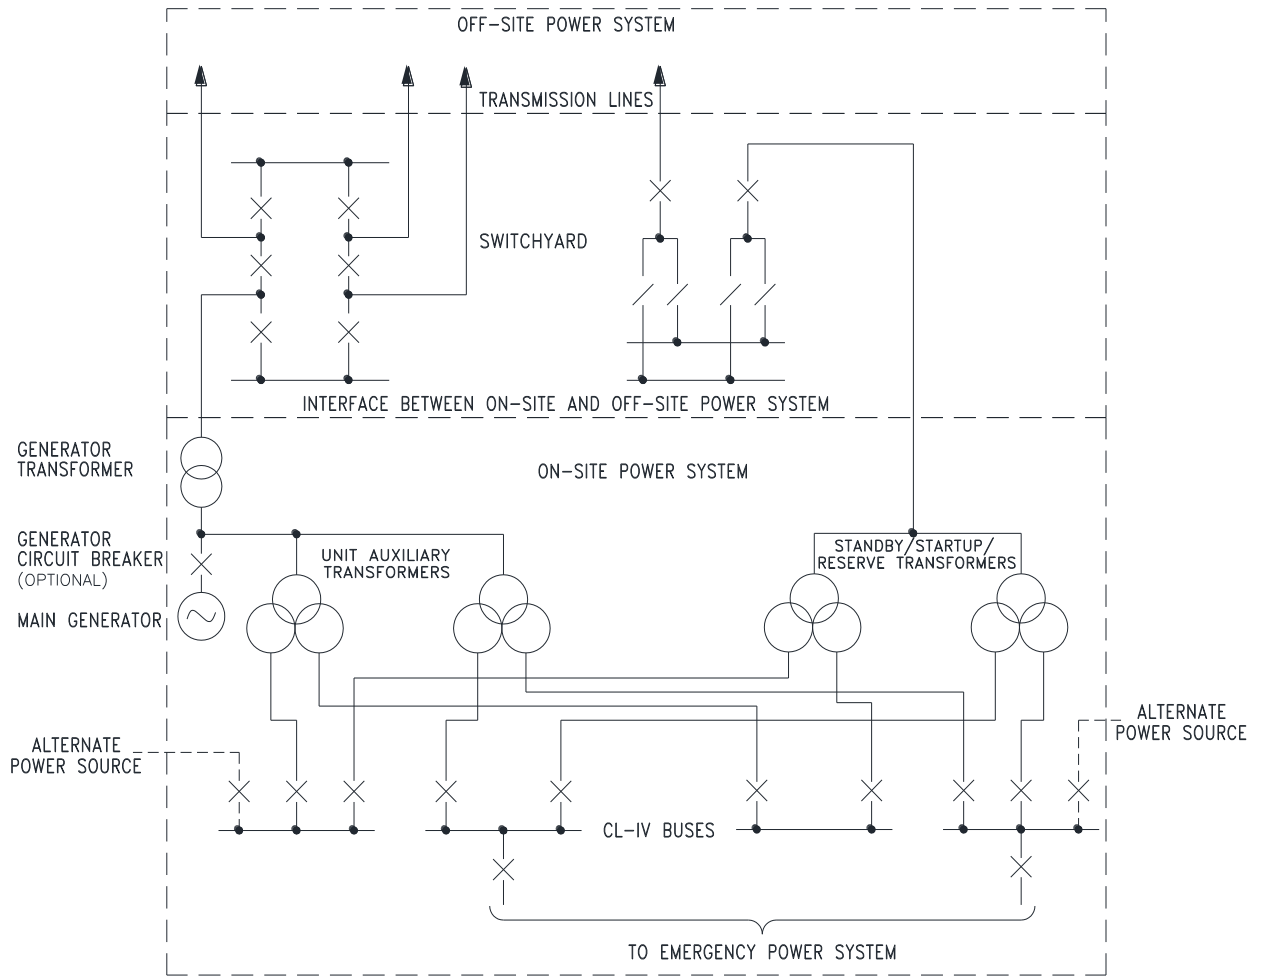 OFF-SITE POWER SYSTEM
TRANSMISSION LINES
SWITCHYARD
INTERFACE BETWEEN ON-SITE AND OFF-SITE POWER SYSTEM
GENERATOR
TRANSFORMER
ON-SITE POWER SYSTEM
GENERATOR
CIRCUIT BREAKER
(OPTIONAL)
UNIT AUXILIARY
TRANSFORMERS
STANDBY/STARTUP/
RESERVE TRANSFORMERS
MAIN GENERATOR
ALTERNATE
POWER SOURCE
ALTERNATE
POWER SOURCE
CL-IV BUSES
TO EMERGENCY POWER SYSTEM